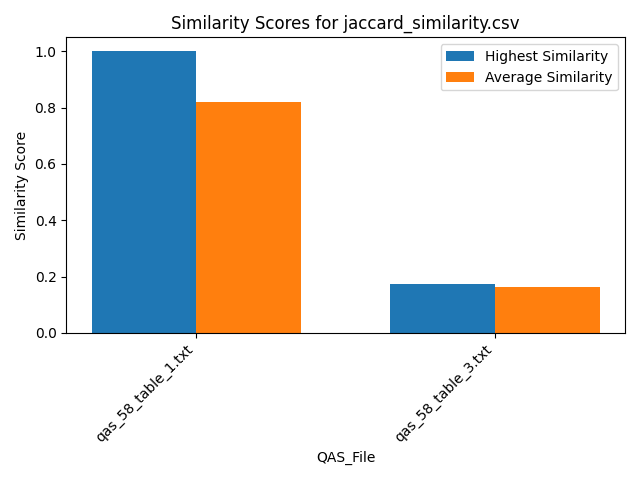 Similarity Scores for jaccard_similarity.csv
Highest Similarity
Average Similarity
Similarity Score
1.0
0.8
0.6
0.4
0.2
0.0
qas_58_table_1.txt
qas_58_table_3.txt
QAS_File